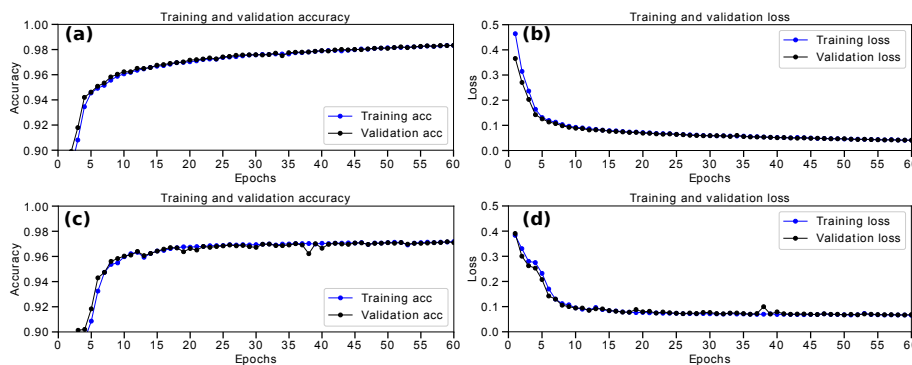 Training and validation accuracy
(a)
1.00
0.98
0.96
0.94
0.92
0.90
Accuracy
Training acc
Validation acc
0 5 10 15 20 25 30 35 40 45 50 55 60
Epochs
Training and validation loss
(b)
0.5
0.4
0.3
0.2
0.1
0.0
Loss
Training loss
Validation loss
0 5 10 15 20 25 30 35 40 45 50 55 60
Epochs
Training and validation accuracy
(c)
1.00
0.98
0.96
0.94
0.92
0.90
Accuracy
Training acc
Validation acc
0 5 10 15 20 25 30 35 40 45 50 55 60
Epochs
Training and validation loss
(d)
0.5
0.4
0.3
0.2
0.1
0.0
Loss
Training loss
Validation loss
0 5 10 15 20 25 30 35 40 45 50 55 60
Epochs